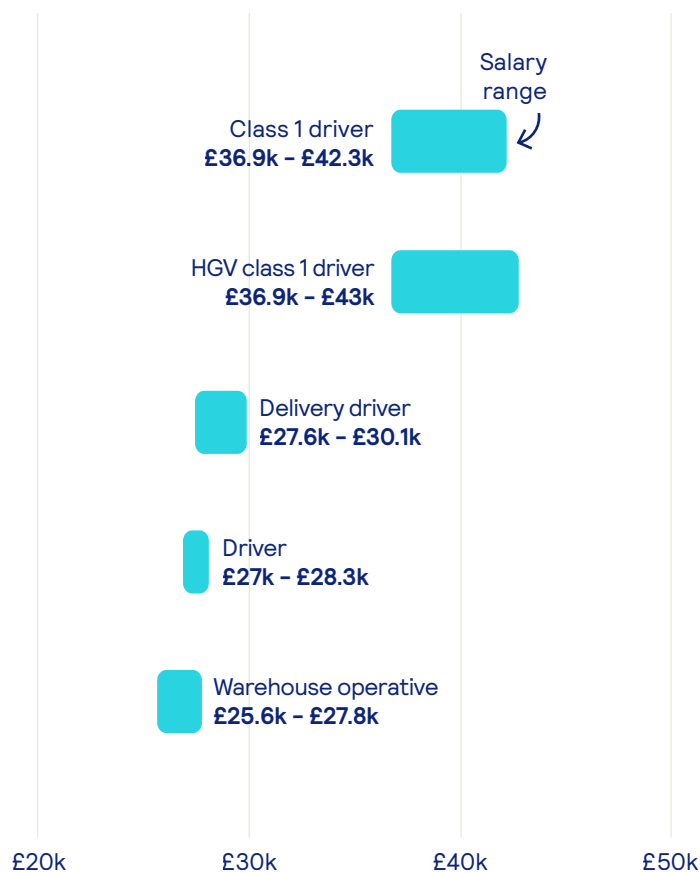 Salary
range
Class 1 driver
£36.9k – £42.3k
HGV class 1 driver
£36.9k – £43k
Delivery driver
£27.6k – £30.1k
Driver
£27k – £28.3k
Warehouse operative
£25.6k – £27.8k
£20k £30k £40k £50k